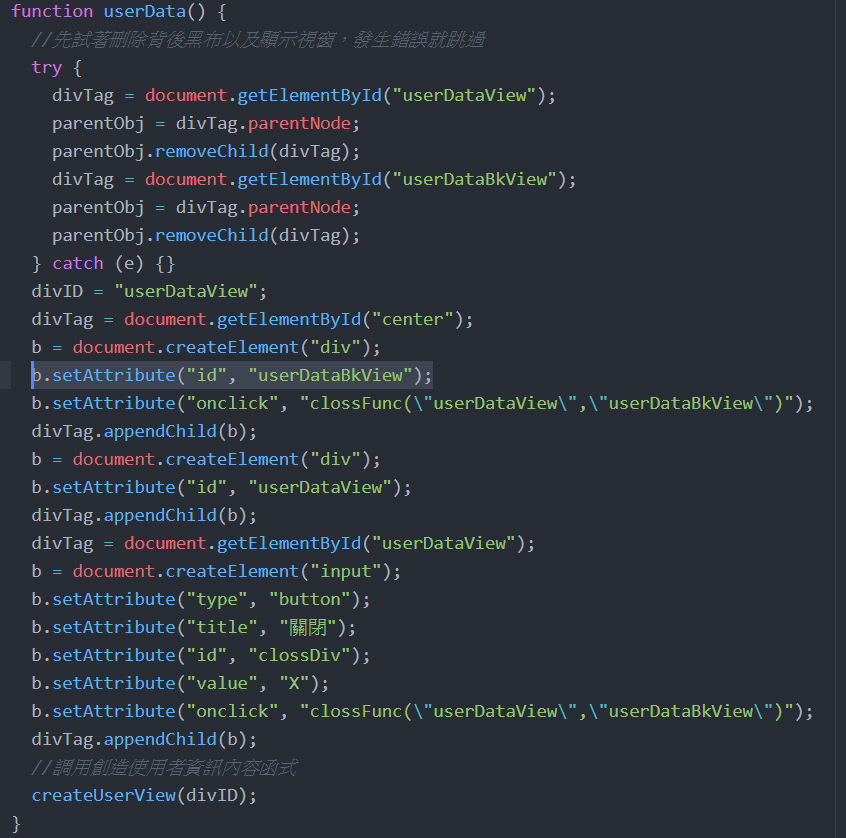 function userData() {
//先試著刪除背後黑布以及顯示視窗，發生錯誤就跳過
try {
divTag = document.getElementById("userDataView");
parentObj = divTag.parentNode;
parentObj.removeChild(divTag);
divTag = document.getElementById("userDataBkView");
parentObj = divTag.parentNode;
parentObj.removeChild(divTag);
} catch (e) {}
divID = "userDataView";
divTag = document.getElementById("center");
b = document.createElement("div");
b.setAttribute("id", "userDataBkView");
b.setAttribute("onclick", "clossFunc(\"userDataView\",\"userDataBkView\")");
divTag.appendChild(b);
b = document.createElement("div");
b.setAttribute("id", "userDataView");
divTag.appendChild(b);
divTag = document.getElementById("userDataView");
b = document.createElement("input");
b.setAttribute("type", "button");
b.setAttribute("title", "關閉");
b.setAttribute("id", "clossDiv");
b.setAttribute("value", "X");
b.setAttribute("onclick", "clossFunc(\"userDataView\",\"userDataBkView\")");
divTag.appendChild(b);
//調用創造使用者資訊內容函式
createUserView(divID);
}